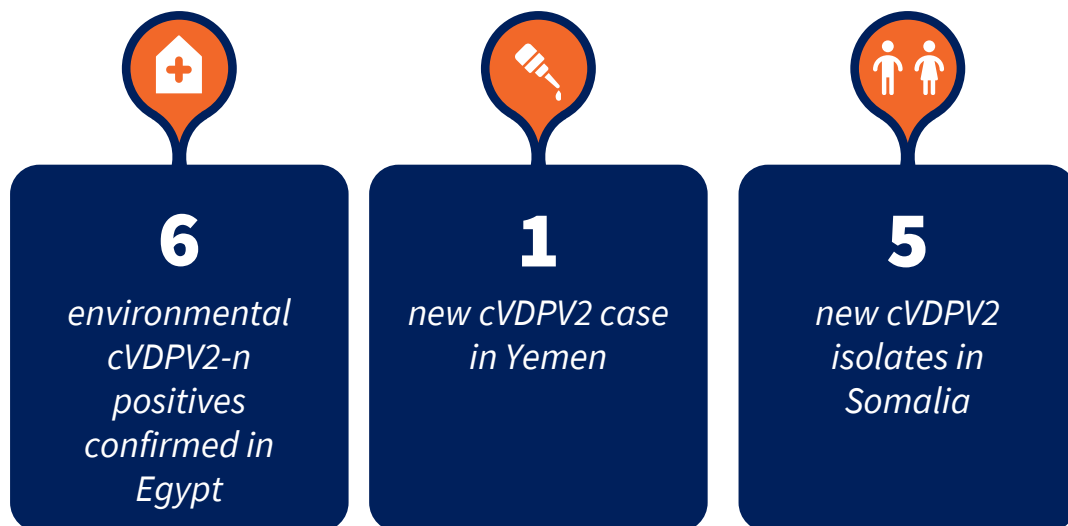 6
environmental
cVDPV2-n
positives
confirmed in
Egypt
1
new cVDPV2 case
in Yemen
5
new cVDPV2
isolates in
Somalia